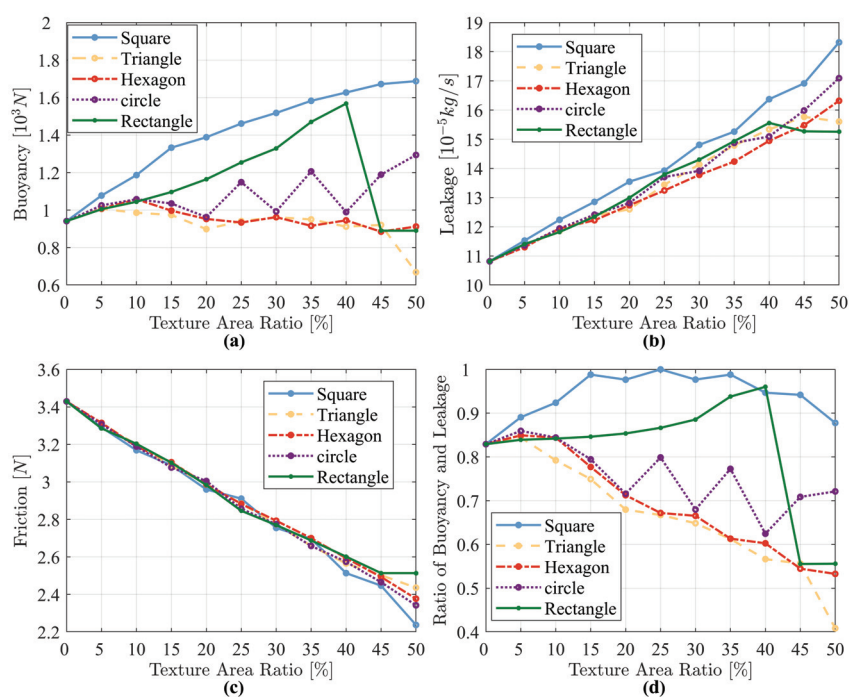 2
1.8
1.6
1.4
1.2
1
0.8
0.6
Buoyancy [10³N]
Square
Triangle
Hexagon
circle
Rectangle
0 5 10 15 20 25 30 35 40 45 50
Texture Area Ratio [%]
(a)
19
18
17
16
15
14
13
12
11
10
Leakage [10⁻⁵kg/s]
Square
Triangle
Hexagon
circle
Rectangle
0 5 10 15 20 25 30 35 40 45 50
Texture Area Ratio [%]
(b)
3.6
3.4
3.2
3
2.8
2.6
2.4
2.2
Friction [N]
Square
Triangle
Hexagon
circle
Rectangle
0 5 10 15 20 25 30 35 40 45 50
Texture Area Ratio [%]
(c)
1
0.9
0.8
0.7
0.6
0.5
0.4
Ratio of Buoyancy and Leakage
Square
Triangle
Hexagon
circle
Rectangle
0 5 10 15 20 25 30 35 40 45 50
Texture Area Ratio [%]
(d)